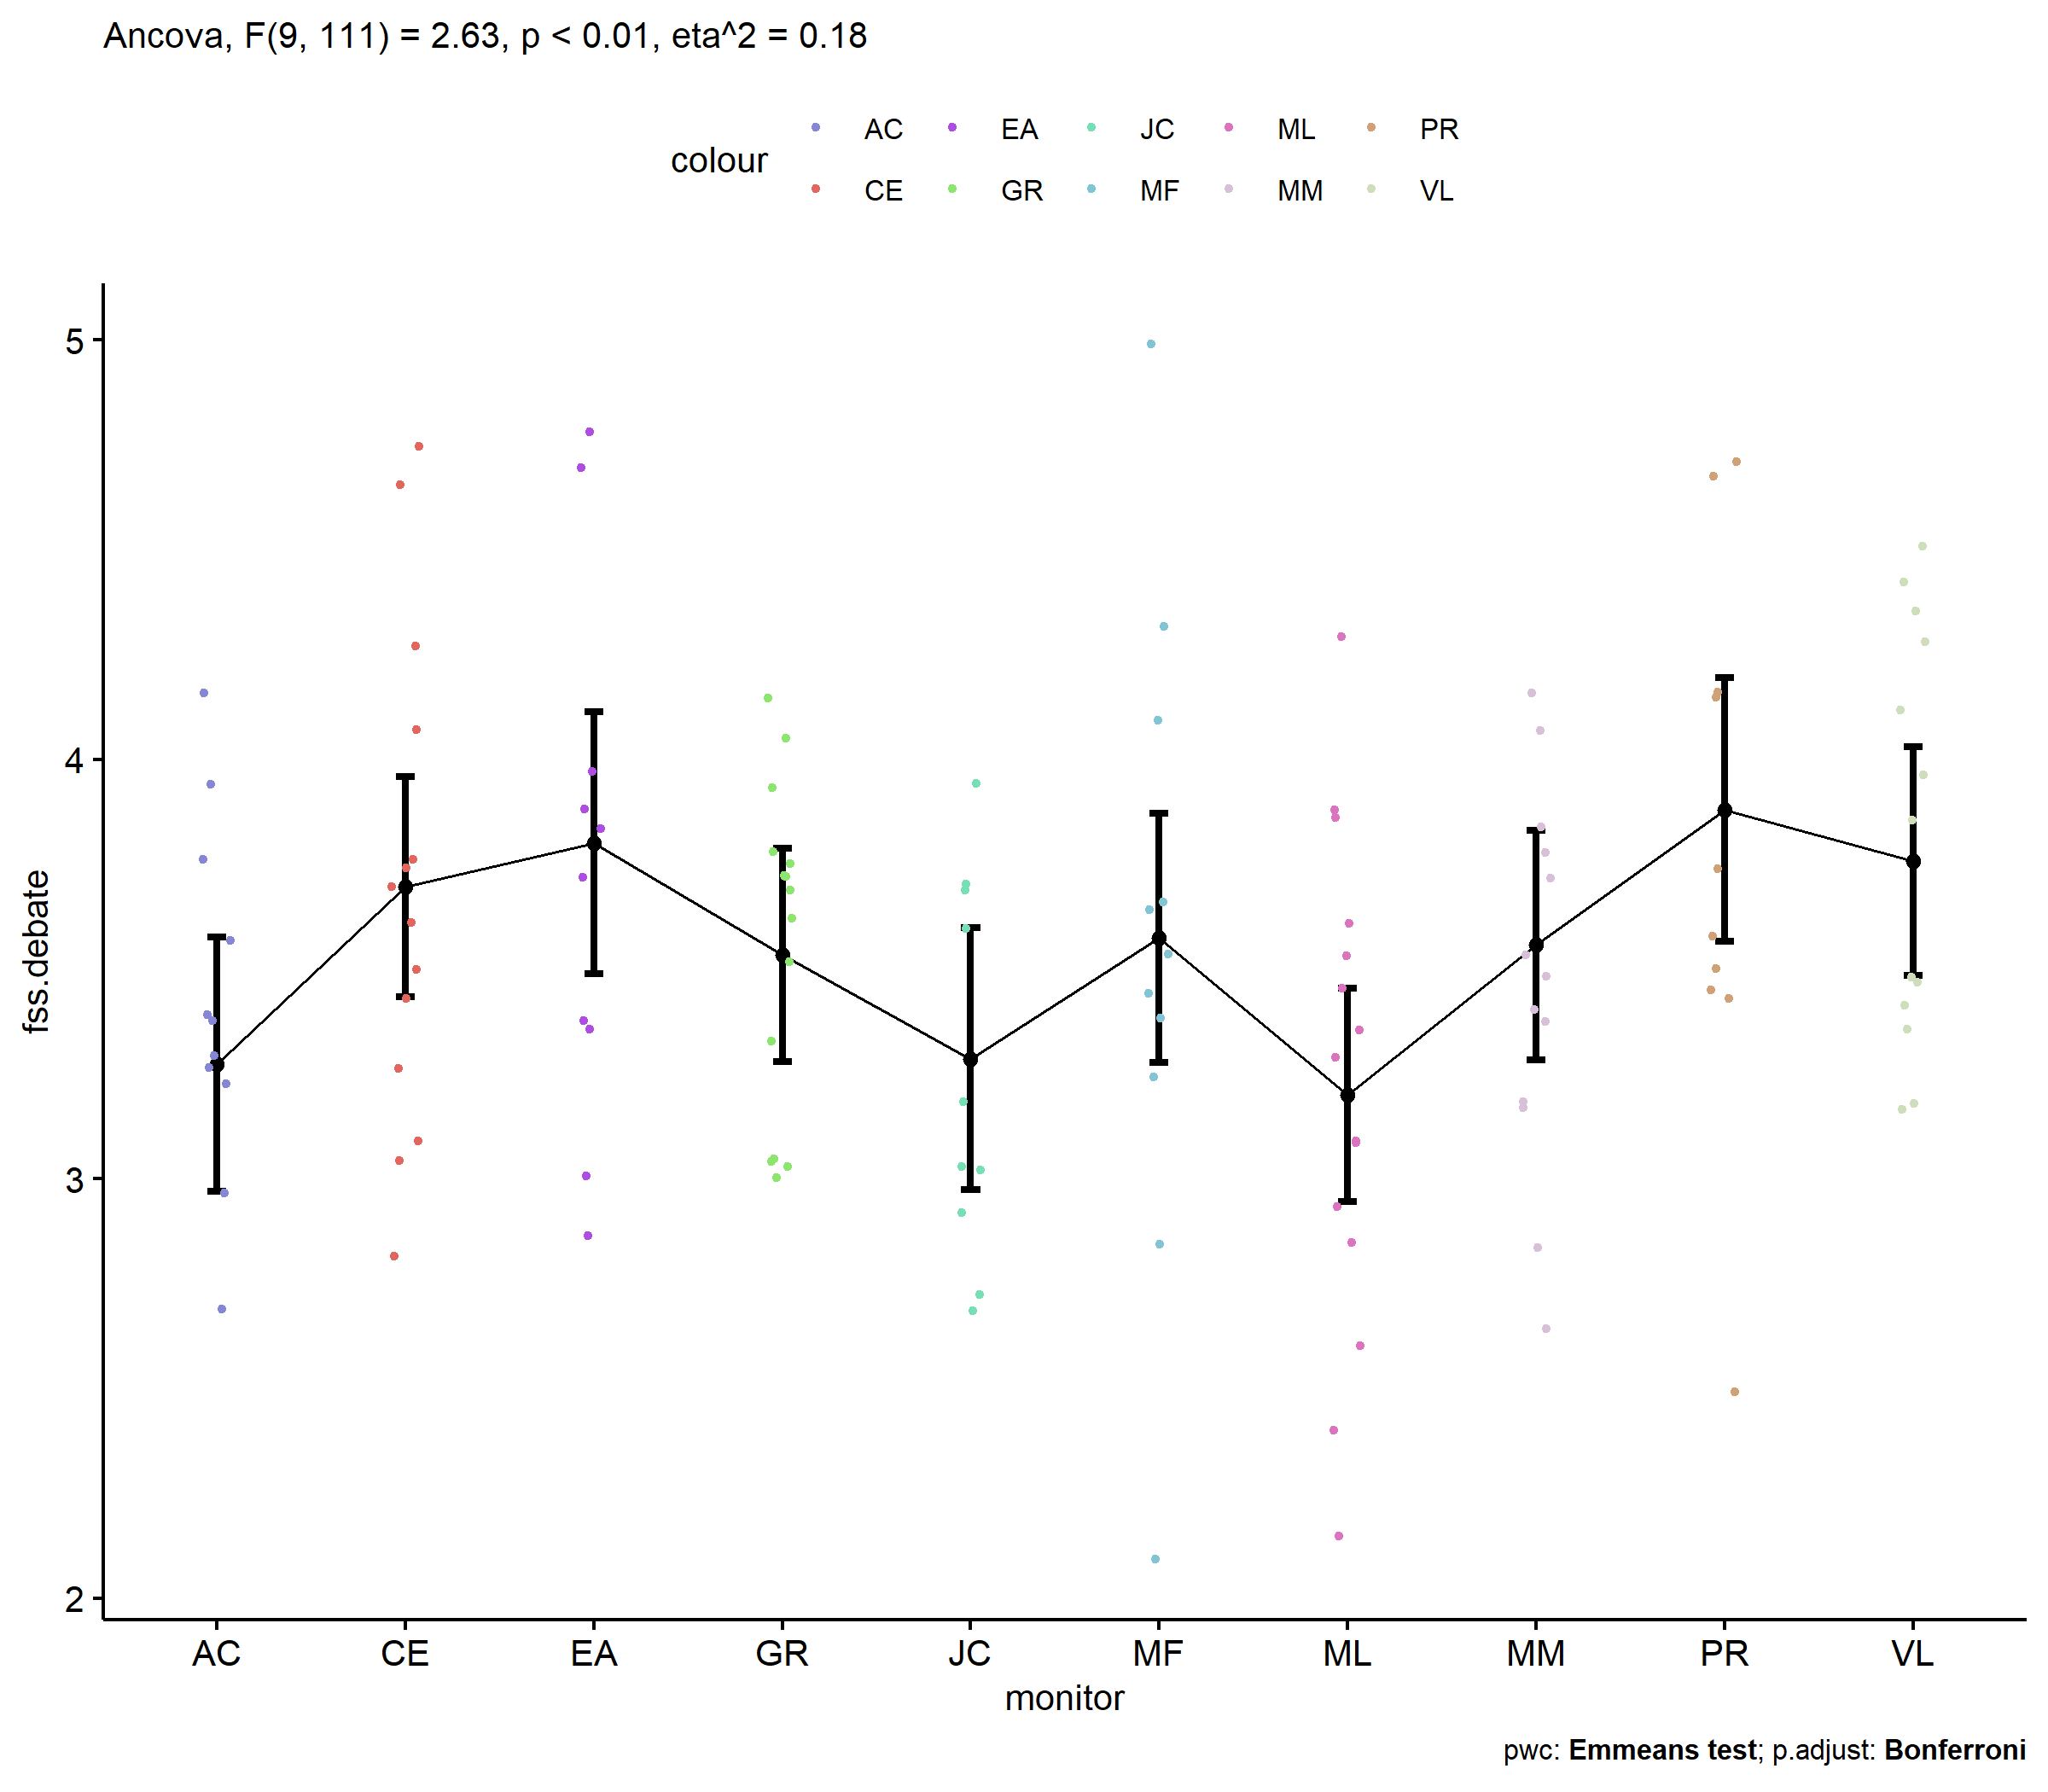 Ancova, F(9, 111) = 2.63, p < 0.01, eta^2 = 0.18
colour
AC EA JC ML PR
CE GR MF MM VL
5
4
3
2
fss.debate
AC CE EA GR JC MF ML MM PR VL
monitor
pwc: Emmeans test; p.adjust: Bonferroni